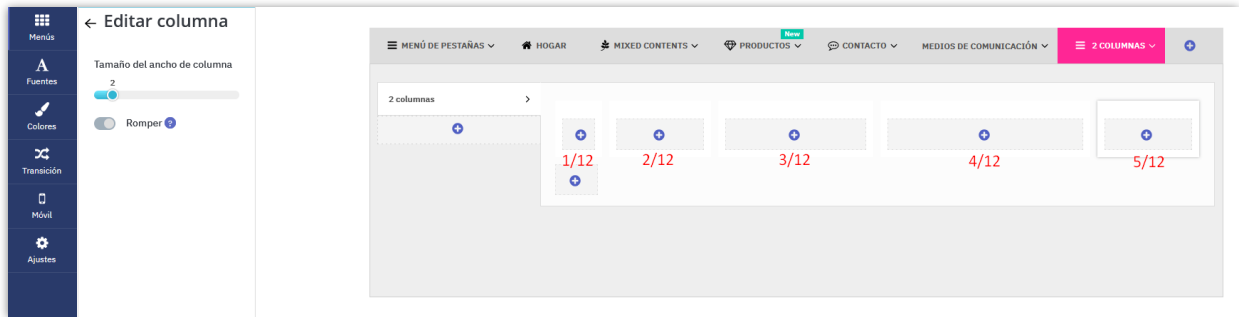 Menús
Fuentes
Colores
Transición
Móvil
Ajustes
Editar columna
Tamaño del ancho de columna
2
Romper ?
New
MENÚ DE PESTAÑAS
HOGAR
MIXED CONTENTS
PRODUCTOS
CONTACTO
MEDIOS DE COMUNICACIÓN
2 COLUMNAS
2 columnas
1/12
2/12
3/12
4/12
5/12